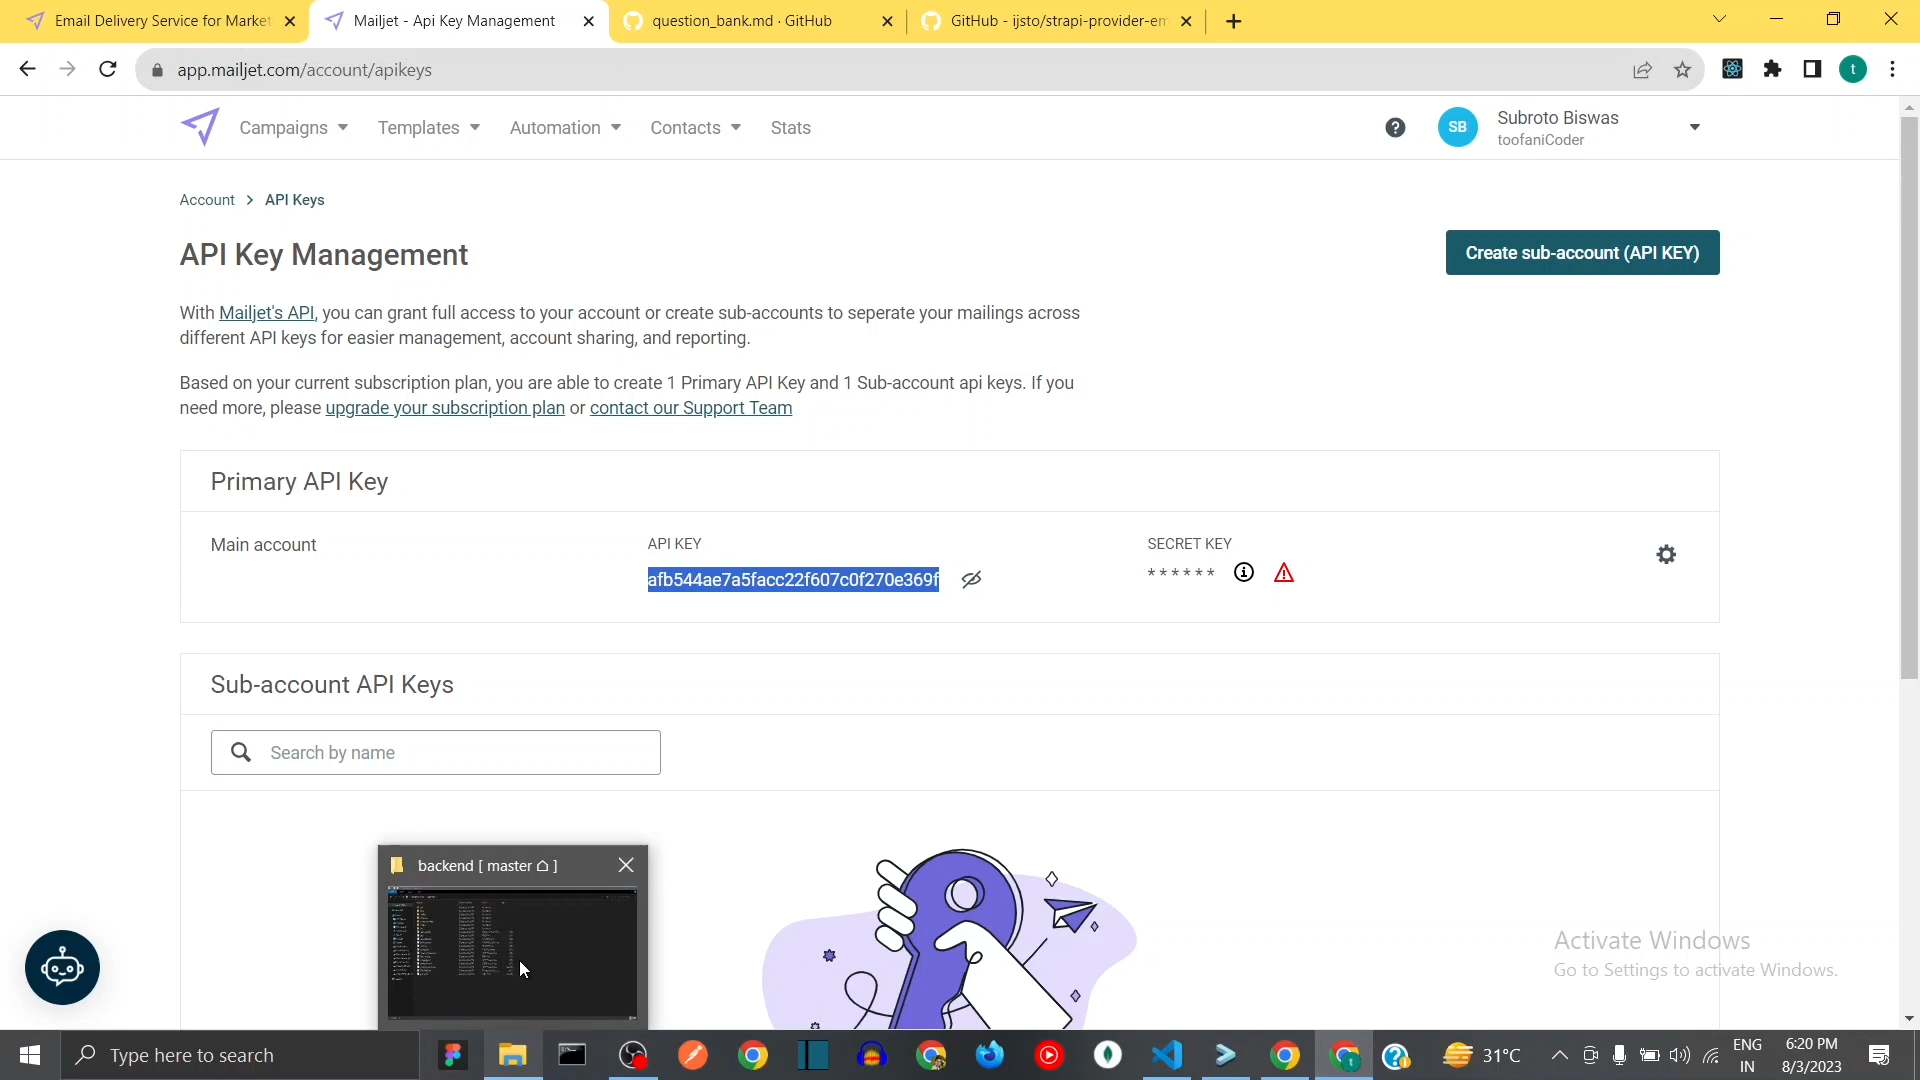 Email Delivery Service for Market
Mailjet - Api Key Management
question_bank.md · GitHub
GitHub - ijsto/strapi-provider-em
app.mailjet.com/account/apikeys
t
Campaigns
Templates
Automation
Contacts
Stats
?
SB
Subroto Biswas
toofaniCoder
Account > API Keys
API Key Management
Create sub-account (API KEY)
With Mailjet's API, you can grant full access to your account or create sub-accounts to seperate your mailings across
different API keys for easier management, account sharing, and reporting.
Based on your current subscription plan, you are able to create 1 Primary API Key and 1 Sub-account api keys. If you
need more, please upgrade your subscription plan or contact our Support Team
Primary API Key
Main account
API KEY
afb544ae7a5facc22f607c0f270e369f
SECRET KEY
******
Sub-account API Keys
Search by name
backend [ master ]
Activate Windows
Go to Settings to activate Windows.
Type here to search
31°C
ENG
IN
6:20 PM
8/3/2023